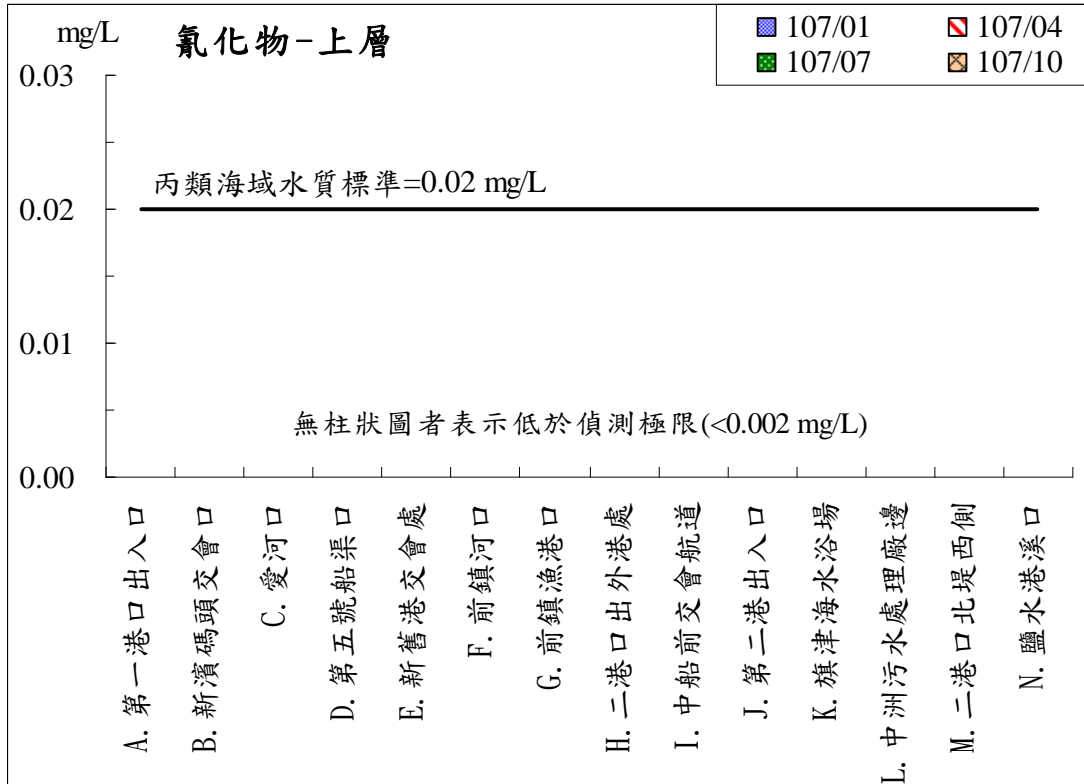 mg/L
氰化物-上層
107/01
107/04
107/07
107/10
0.03
丙類海域水質標準=0.02 mg/L
0.02
0.01
無柱狀圖者表示低於偵測極限(<0.002 mg/L)
0.00
A. 第一港口出入口
B. 新濱碼頭交會口
C. 愛河口
D. 第五號船渠口
E. 新舊港交會處
F. 前鎮河口
G. 前鎮漁港口
H. 二港口出外港處
I. 中船前交會航道
J. 第二港出入口
K. 旗津海水浴場
L. 中洲污水處理廠邊
M. 二港口北堤西側
N. 鹽水港溪口